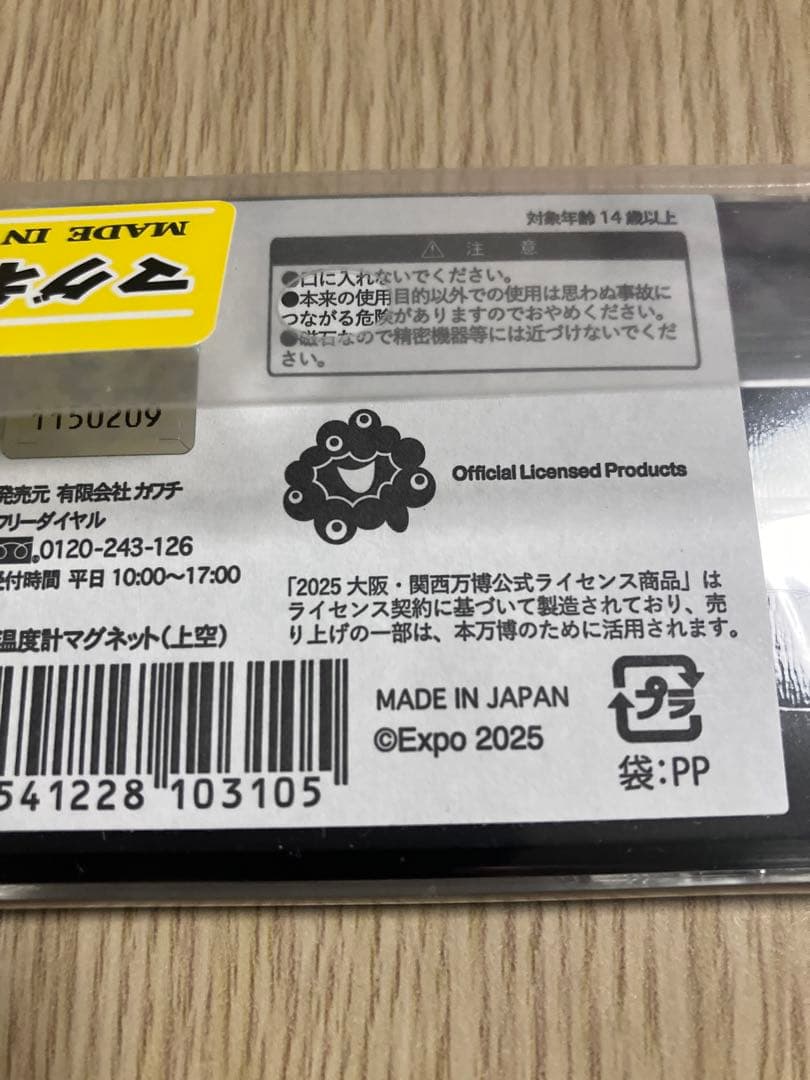 MADE IN
マグネ
対象年齢14歳以上
⚠ 注意
●口に入れないでください。
●本来の使用目的以外での使用は思わぬ事故に
つながる危険がありますのでおやめください。
●磁石なので精密機器等には近づけないでくだ
さい。
1150209
Official Licensed Products
発売元 有限会社 カワチ
フリーダイヤル
0120-243-126
受付時間 平日 10:00〜17:00
「2025 大阪・関西万博公式ライセンス商品」は
ライセンス契約に基づいて製造されており、売
り上げの一部は、本万博のために活用されます。
温度計マグネット(上空)
541228 103105
MADE IN JAPAN
©Expo 2025
プラ
袋:PP